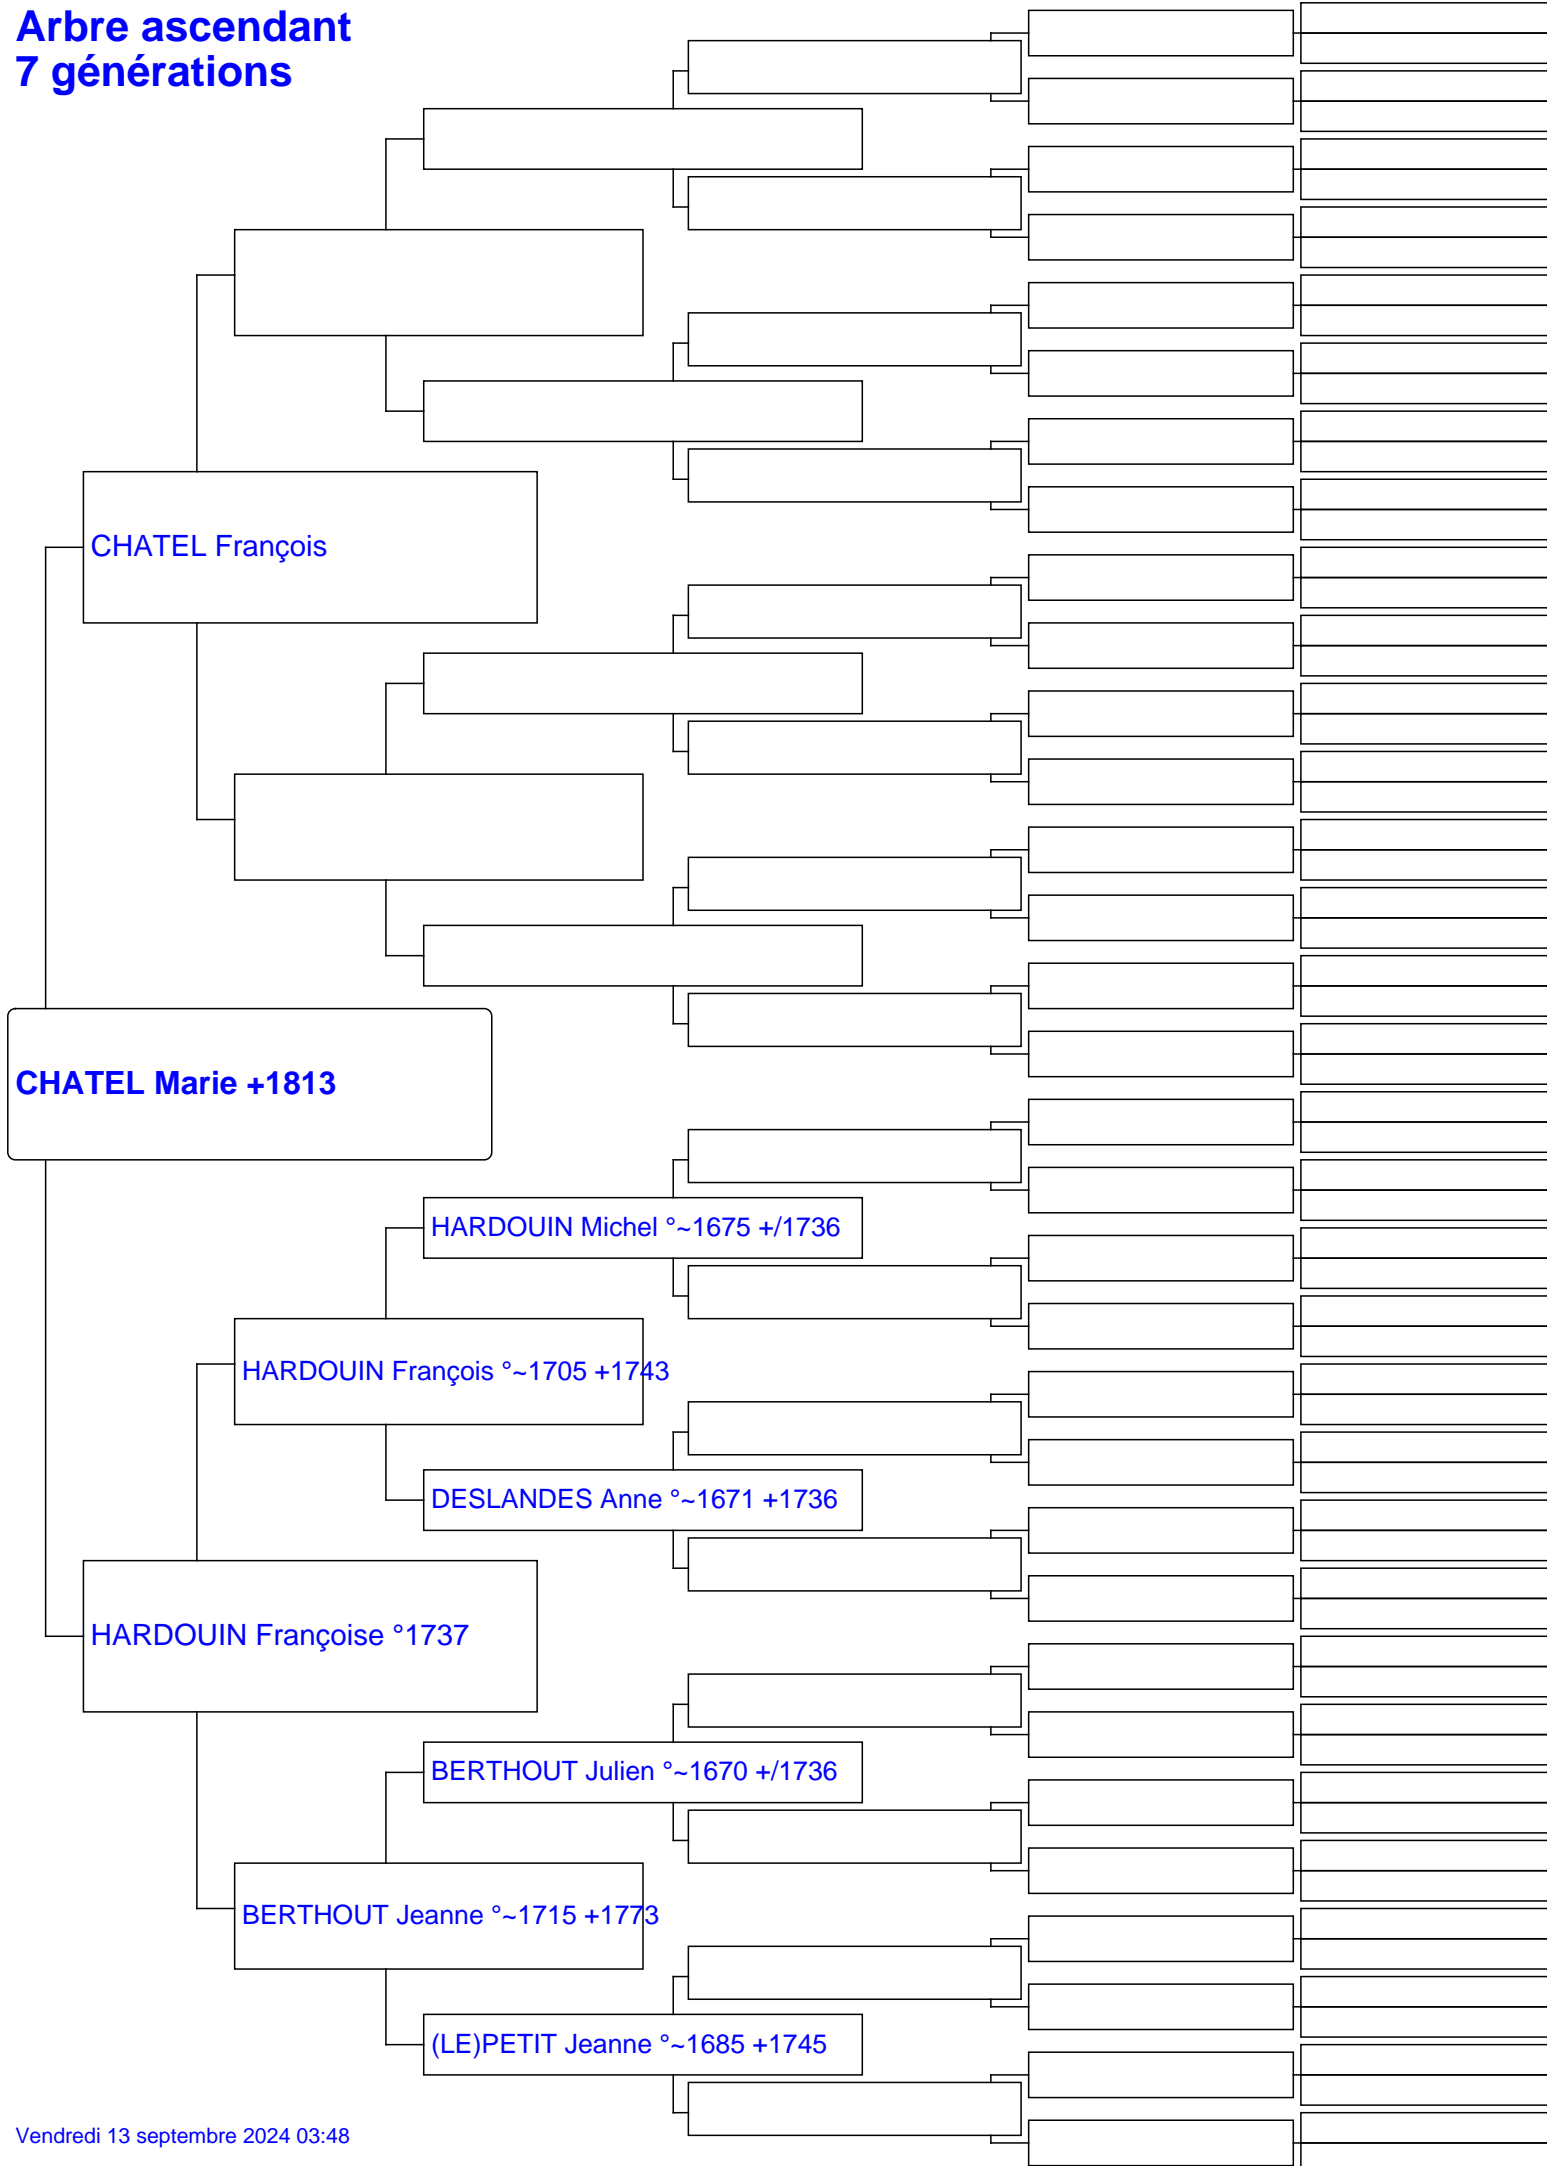 Arbre ascendant
7 générations
CHATEL François
CHATEL Marie +1813
HARDOUIN Michel °~1675 +/1736
HARDOUIN François °~1705 +1743
DESLANDES Anne °~1671 +1736
HARDOUIN Françoise °1737
BERTHOUT Julien °~1670 +/1736
BERTHOUT Jeanne °~1715 +1773
(LE)PETIT Jeanne °~1685 +1745
Vendredi 13 septembre 2024 03:48